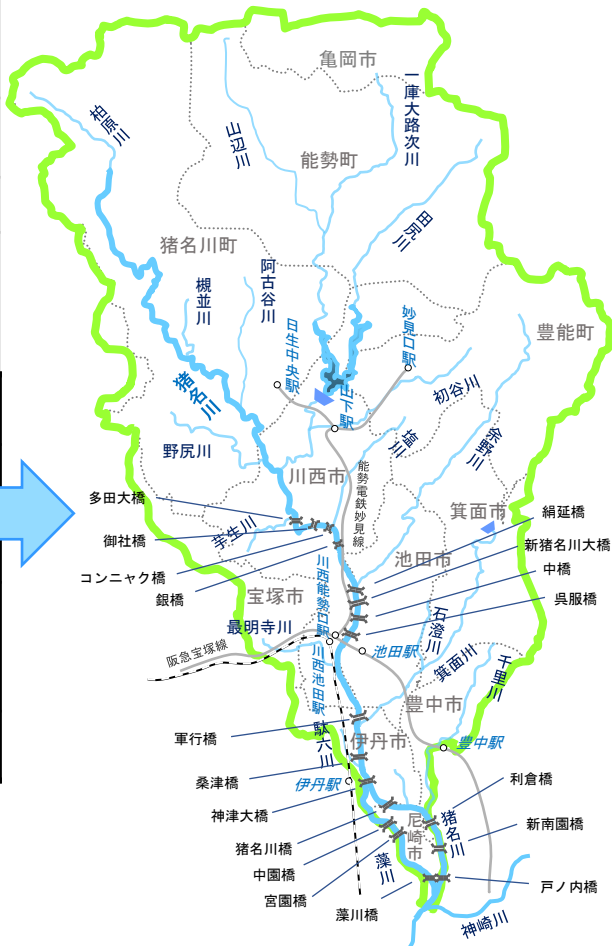 亀岡市
一庫大路次川
柏原川
山辺川
能勢町
田尻川
猪名川町
阿古谷川
槻並川
日生中央駅
妙見口駅
豊能町
猪名川
山下駅
初谷川
余野川
塩川
野尻川
川西市
能勢電鉄妙見線
箕面市
多田大橋
絹延橋
御社橋
芋生川
新猪名川大橋
池田市
コンニャク橋
中橋
銀橋
宝塚市
川西能勢口駅
呉服橋
最明寺川
石澄川
池田駅
阪急宝塚線
川西池田駅
箕面川
千里川
豊中市
軍行橋
駄六川
伊丹市
豊中駅
桑津橋
伊丹駅
利倉橋
神津大橋
猪名川
尼崎市
新南園橋
猪名川橋
中園橋
藻川
宮園橋
戸ノ内橋
藻川橋
神崎川